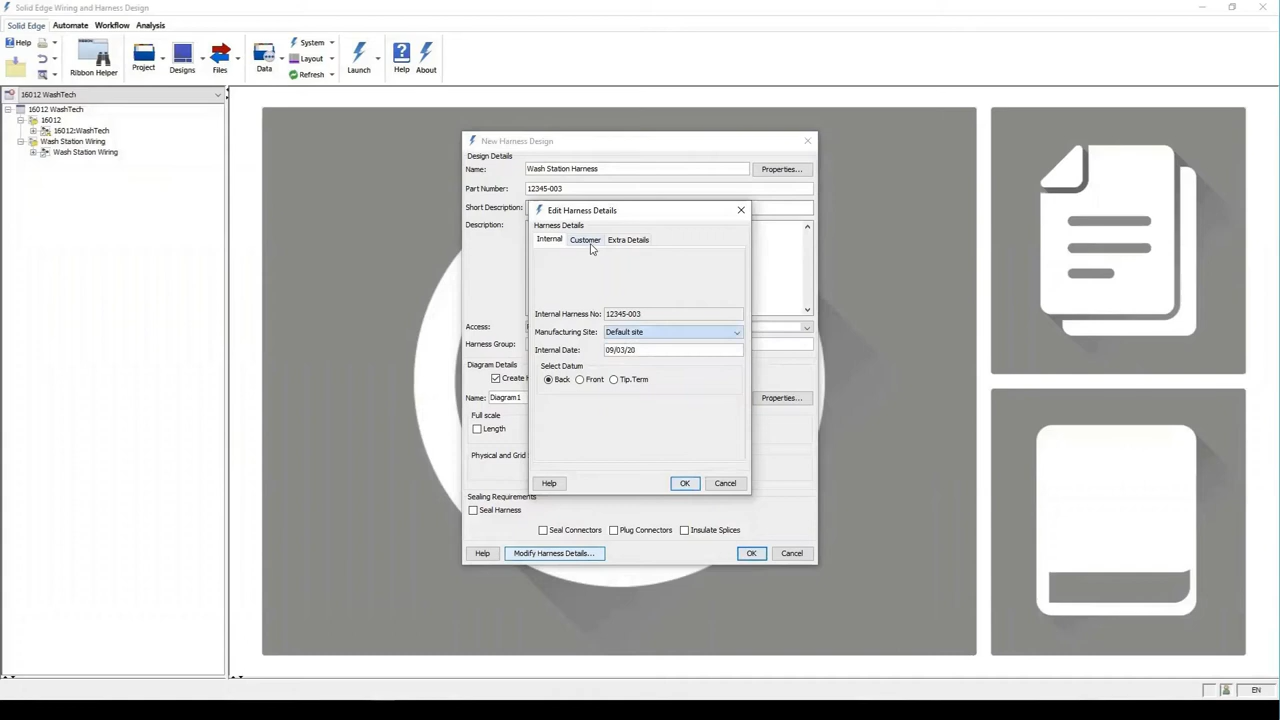 Solid Edge Wiring and Harness Design
Solid Edge Automate Workflow Analysis
Help
Ribbon Helper
Project
Designs
Files
Data
System
Layout
Refresh
Launch
Help
About
16012 WashTech
16012 WashTech
16012
16012:WashTech
Wash Station Wiring
Wash Station Wiring
New Harness Design
Design Details
Name: Wash Station Harness Properties...
Part Number: 12345-003
Short Description:
Description:
Access:
Harness Group:
Diagram Details
Create
Name: Diagram1 Properties...
Full scale
Length
Physical and Grid
Sealing Requirements
Seal Harness
Seal Connectors Plug Connectors Insulate Splices
Help Modify Harness Details... OK Cancel
Edit Harness Details
Harness Details
Internal Customer Extra Details
Internal Harness No: 12345-003
Manufacturing Site: Default site
Internal Date: 09/03/20
Select Datum
Back Front Tip.Term
Help OK Cancel
EN